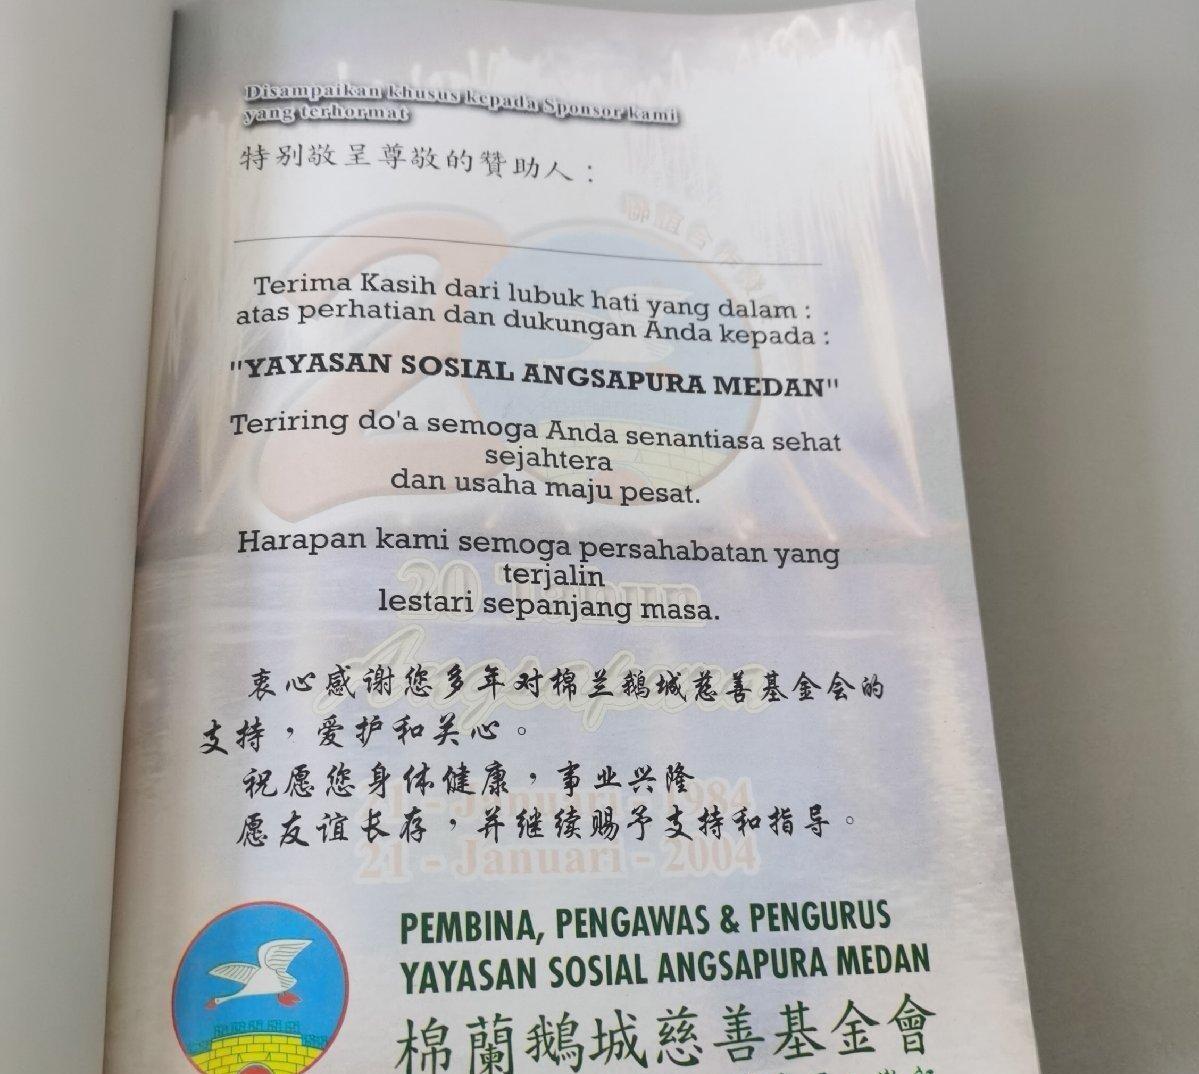 Disampaikan khusus kepada Sponsor kami
yang terhormat
特别敬呈尊敬的贊助人：
Terima Kasih dari lubuk hati yang dalam :
atas perhatian dan dukungan Anda kepada :
"YAYASAN SOSIAL ANGSAPURA MEDAN"
Teriring do'a semoga Anda senantiasa sehat
sejahtera
dan usaha maju pesat.
Harapan kami semoga persahabatan yang
terjalin
lestari sepanjang masa.
20 Tahun
Angsapura
衷心感谢您多年对棉兰鹅城慈善基金会的
支持，爱护和关心。
祝愿您身体健康，事业兴隆
21 - Januari - 1984
愿友谊长存，并继续赐予支持和指导。
21 - Januari - 2004
PEMBINA, PENGAWAS & PENGURUS
YAYASAN SOSIAL ANGSAPURA MEDAN
棉蘭鵝城慈善基金會